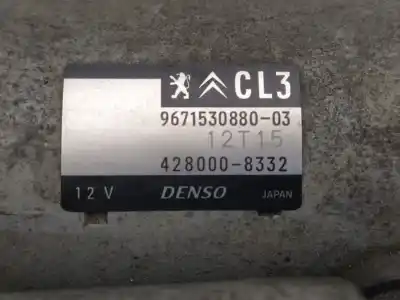 CL3
9671530880-03
12T15
428000-8332
12 V DENSO JAPAN